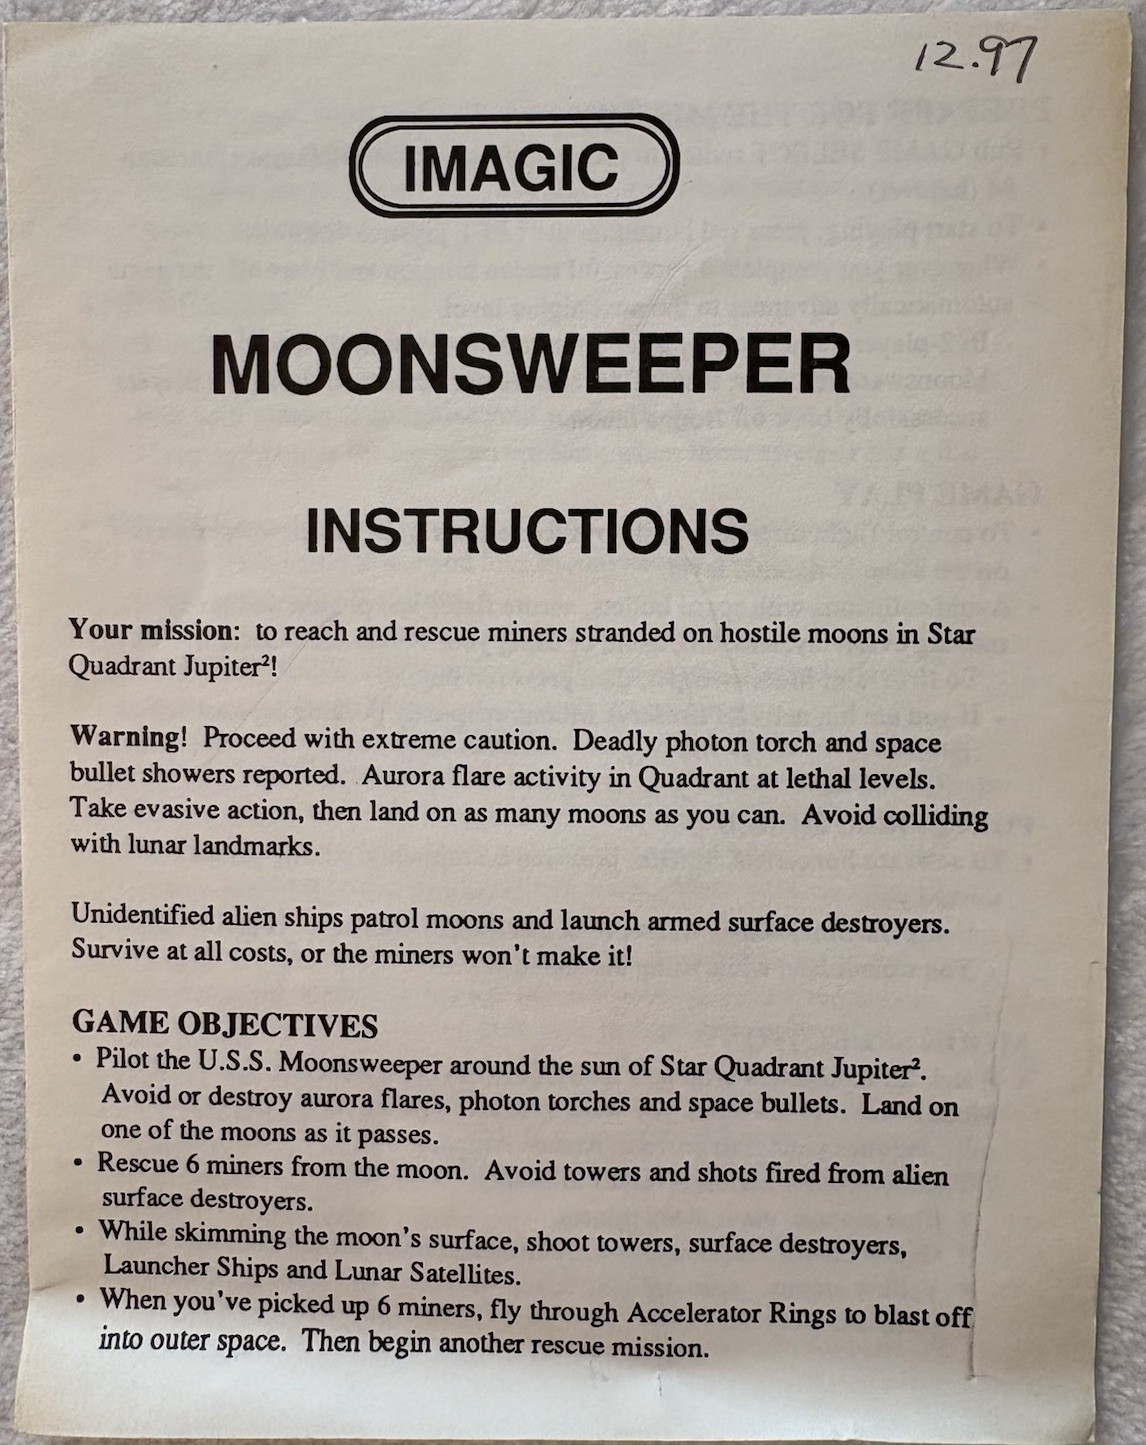 12.97
IMAGIC
MOONSWEEPER
INSTRUCTIONS
Your mission: to reach and rescue miners stranded on hostile moons in Star
Quadrant Jupiter²!
Warning! Proceed with extreme caution. Deadly photon torch and space
bullet showers reported. Aurora flare activity in Quadrant at lethal levels.
Take evasive action, then land on as many moons as you can. Avoid colliding
with lunar landmarks.
Unidentified alien ships patrol moons and launch armed surface destroyers.
Survive at all costs, or the miners won't make it!
GAME OBJECTIVES
• Pilot the U.S.S. Moonsweeper around the sun of Star Quadrant Jupiter².
Avoid or destroy aurora flares, photon torches and space bullets. Land on
one of the moons as it passes.
• Rescue 6 miners from the moon. Avoid towers and shots fired from alien
surface destroyers.
• While skimming the moon's surface, shoot towers, surface destroyers,
Launcher Ships and Lunar Satellites.
• When you've picked up 6 miners, fly through Accelerator Rings to blast off
into outer space. Then begin another rescue mission.